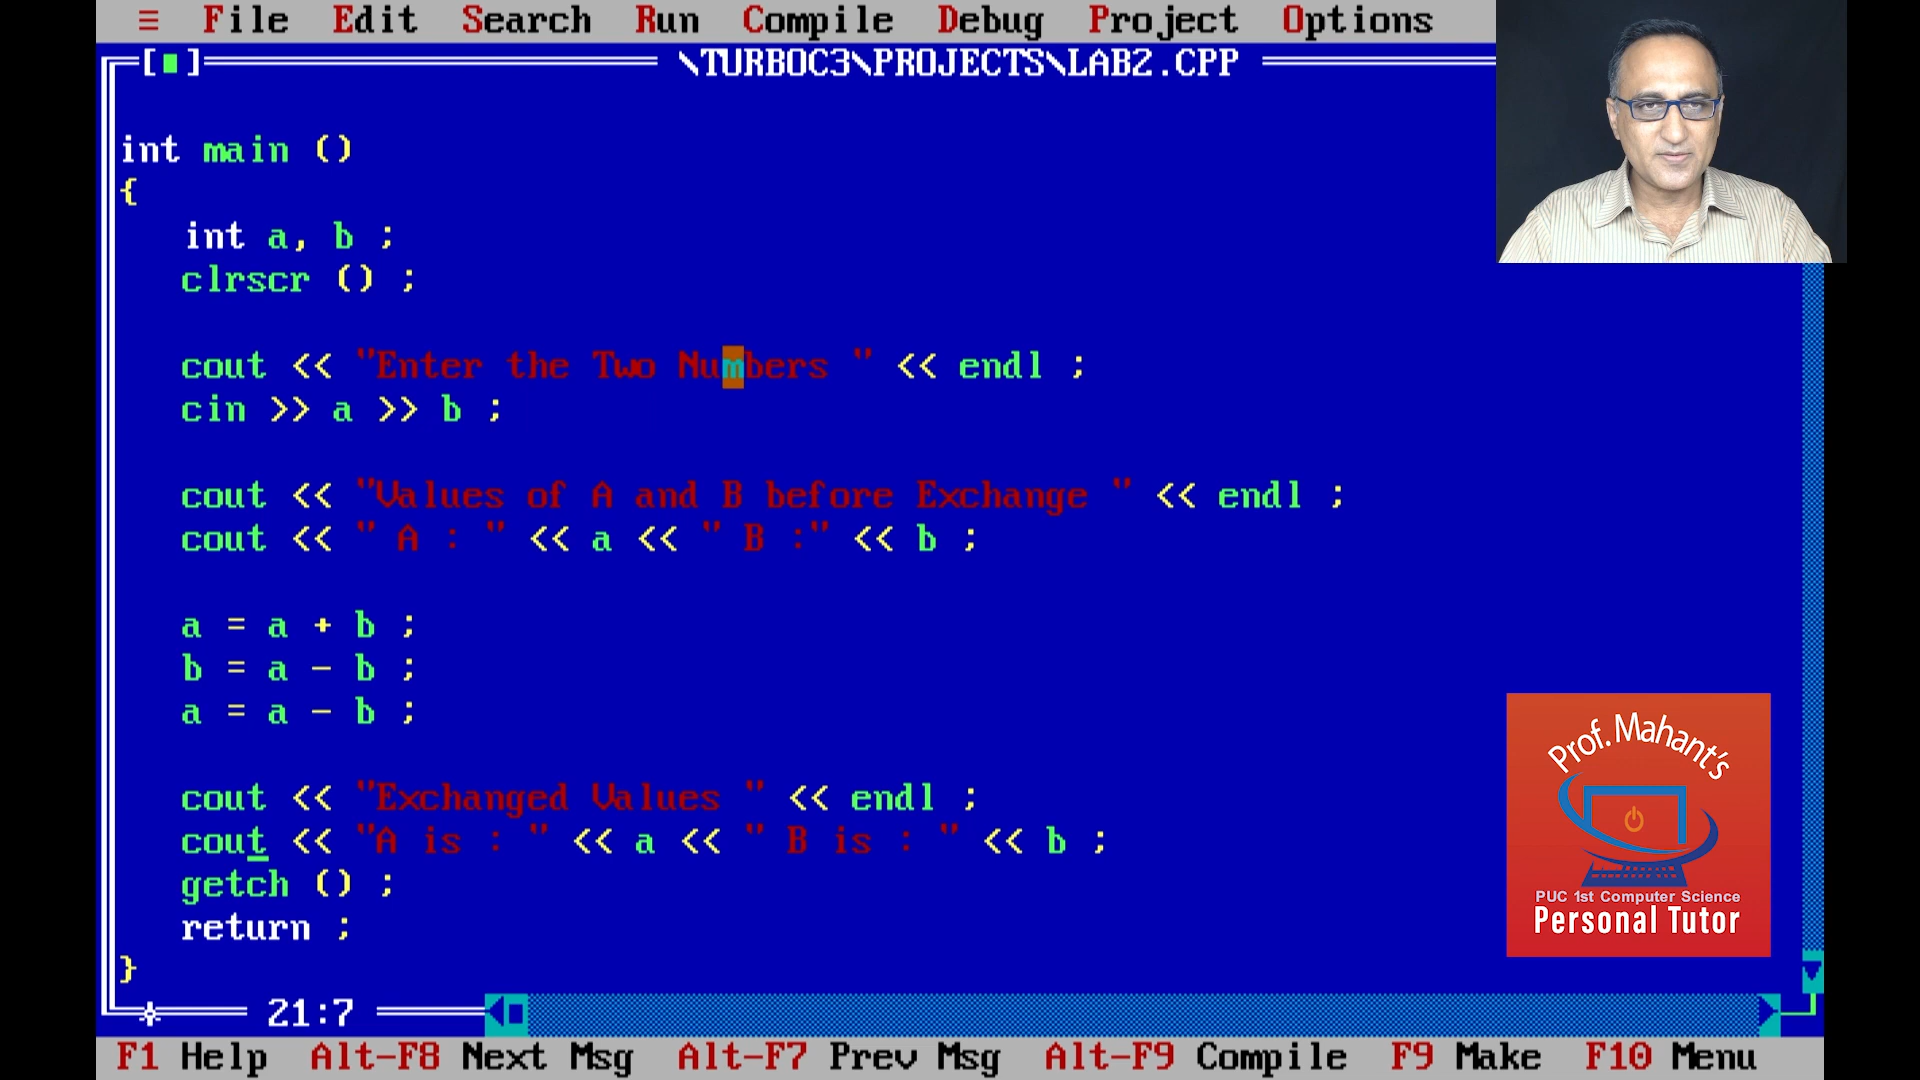 ≡ File Edit Search Run Compile Debug Project Options
[■] \TURBOC3\PROJECTS\LAB2.CPP
int main ()
{
int a, b ;
clrscr () ;
cout << "Enter the Two Numbers " << endl ;
cin >> a >> b ;
cout << "Values of A and B before Exchange " << endl ;
cout << " A : " << a << " B :" << b ;
a = a + b ;
b = a - b ;
a = a - b ;
cout << "Exchanged Values " << endl ;
cout << "A is : " << a << " B is : " << b ;
getch () ;
return ;
}
Prof. Mahant's
PUC 1st Computer Science
Personal Tutor
21:7
F1 Help Alt-F8 Next Msg Alt-F7 Prev Msg Alt-F9 Compile F9 Make F10 Menu